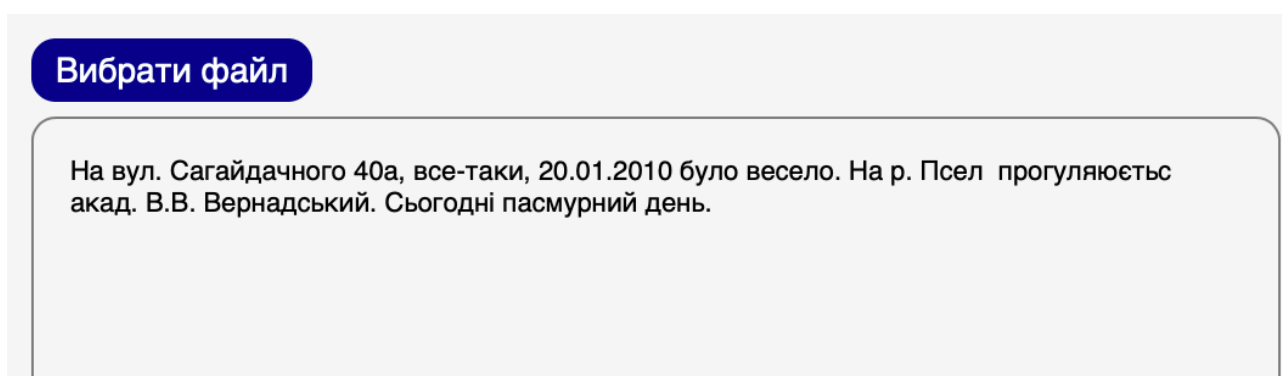 Вибрати файл
На вул. Сагайдачного 40а, все-таки, 20.01.2010 було весело. На р. Псел  прогуляюєтьс
акад. В.В. Вернадський. Сьогодні пасмурний день.